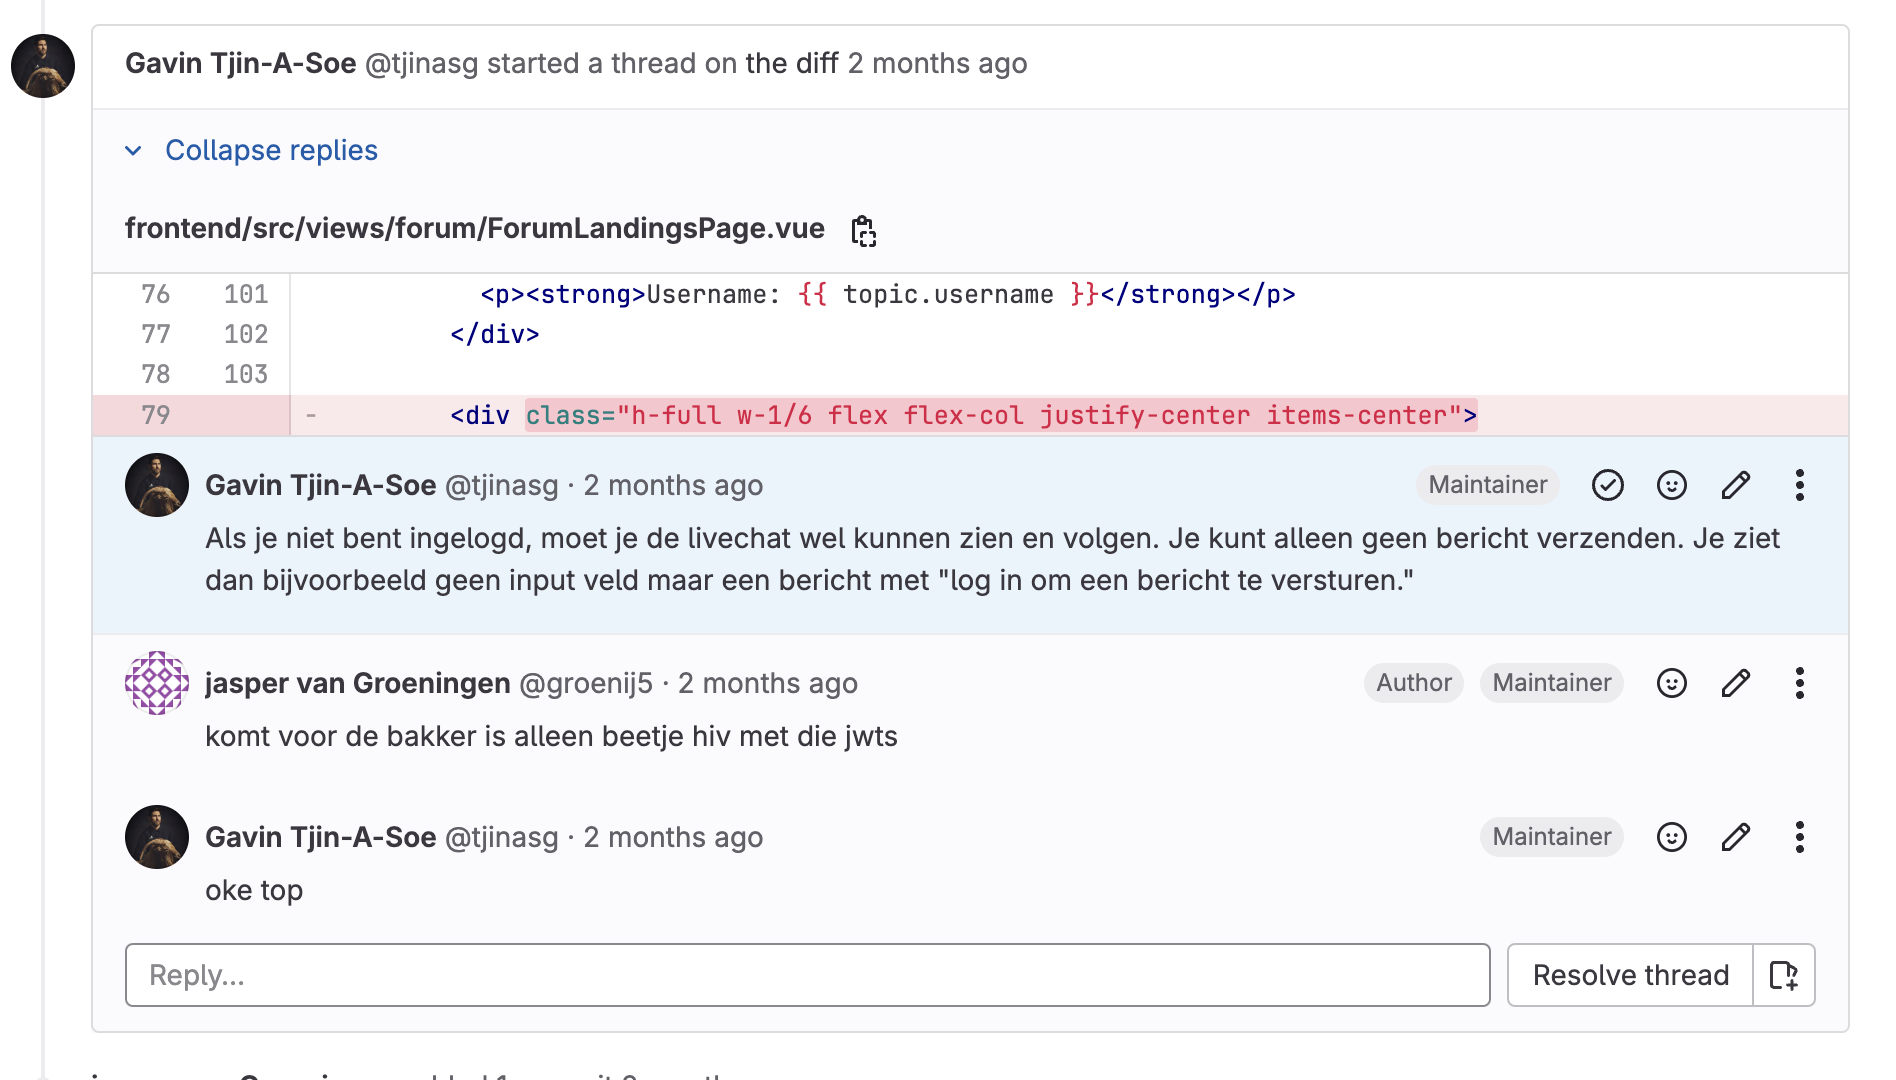 Gavin Tjin-A-Soe @tjinasg started a thread on the diff 2 months ago
Collapse replies
frontend/src/views/forum/ForumLandingsPage.vue
76 101 <p><strong>Username: {{ topic.username }}</strong></p>
77 102 </div>
78 103
79 - <div class="h-full w-1/6 flex flex-col justify-center items-center">
Gavin Tjin-A-Soe @tjinasg · 2 months ago Maintainer
Als je niet bent ingelogd, moet je de livechat wel kunnen zien en volgen. Je kunt alleen geen bericht verzenden. Je ziet
dan bijvoorbeeld geen input veld maar een bericht met "log in om een bericht te versturen."
jasper van Groeningen @groenij5 · 2 months ago Author Maintainer
komt voor de bakker is alleen beetje hiv met die jwts
Gavin Tjin-A-Soe @tjinasg · 2 months ago Maintainer
oke top
Reply...
Resolve thread